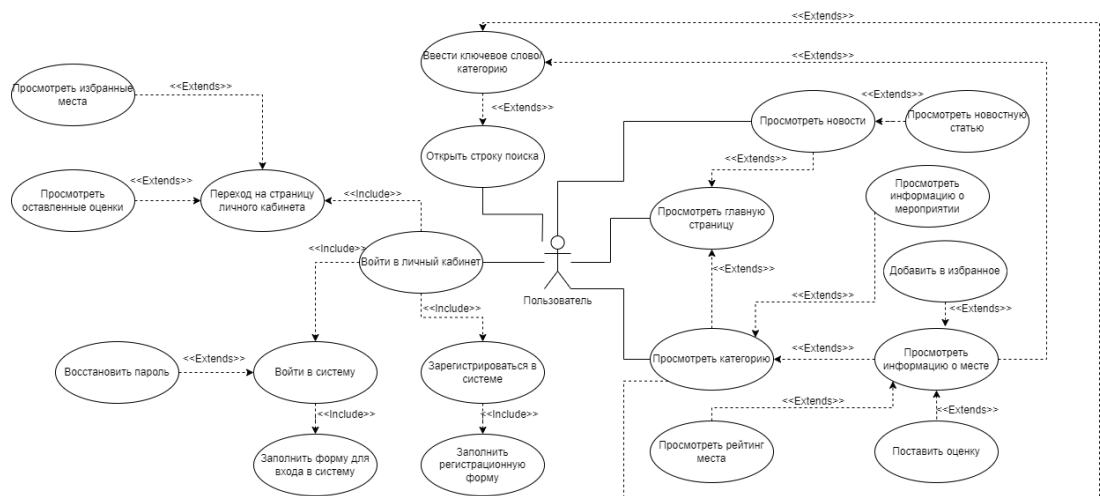 <<Extends>>
Ввести ключевое слово/
категорию
<<Extends>>
Просмотреть избранные
места
<<Extends>>
<<Extends>>
Просмотреть новости
<<Extends>>
Просмотреть новостную
статью
Открыть строку поиска
<<Extends>>
Просмотреть
оставленные оценки
<<Extends>>
Переход на страницу
личного кабинета
<<Include>>
Просмотреть главную
страницу
Просмотреть
информацию о
мероприятии
<<Include>>
Войти в личный кабинет
Пользователь
<<Extends>>
Добавить в избранное
<<Include>>
<<Extends>>
<<Extends>>
Восстановить пароль
<<Extends>>
Войти в систему
Зарегистрироваться в
системе
Просмотреть категорию
<<Extends>>
Просмотреть
информацию о месте
<<Include>>
<<Include>>
<<Extends>>
<<Extends>>
Заполнить форму для
входа в систему
Заполнить
регистрационную
форму
Просмотреть рейтинг
места
Поставить оценку